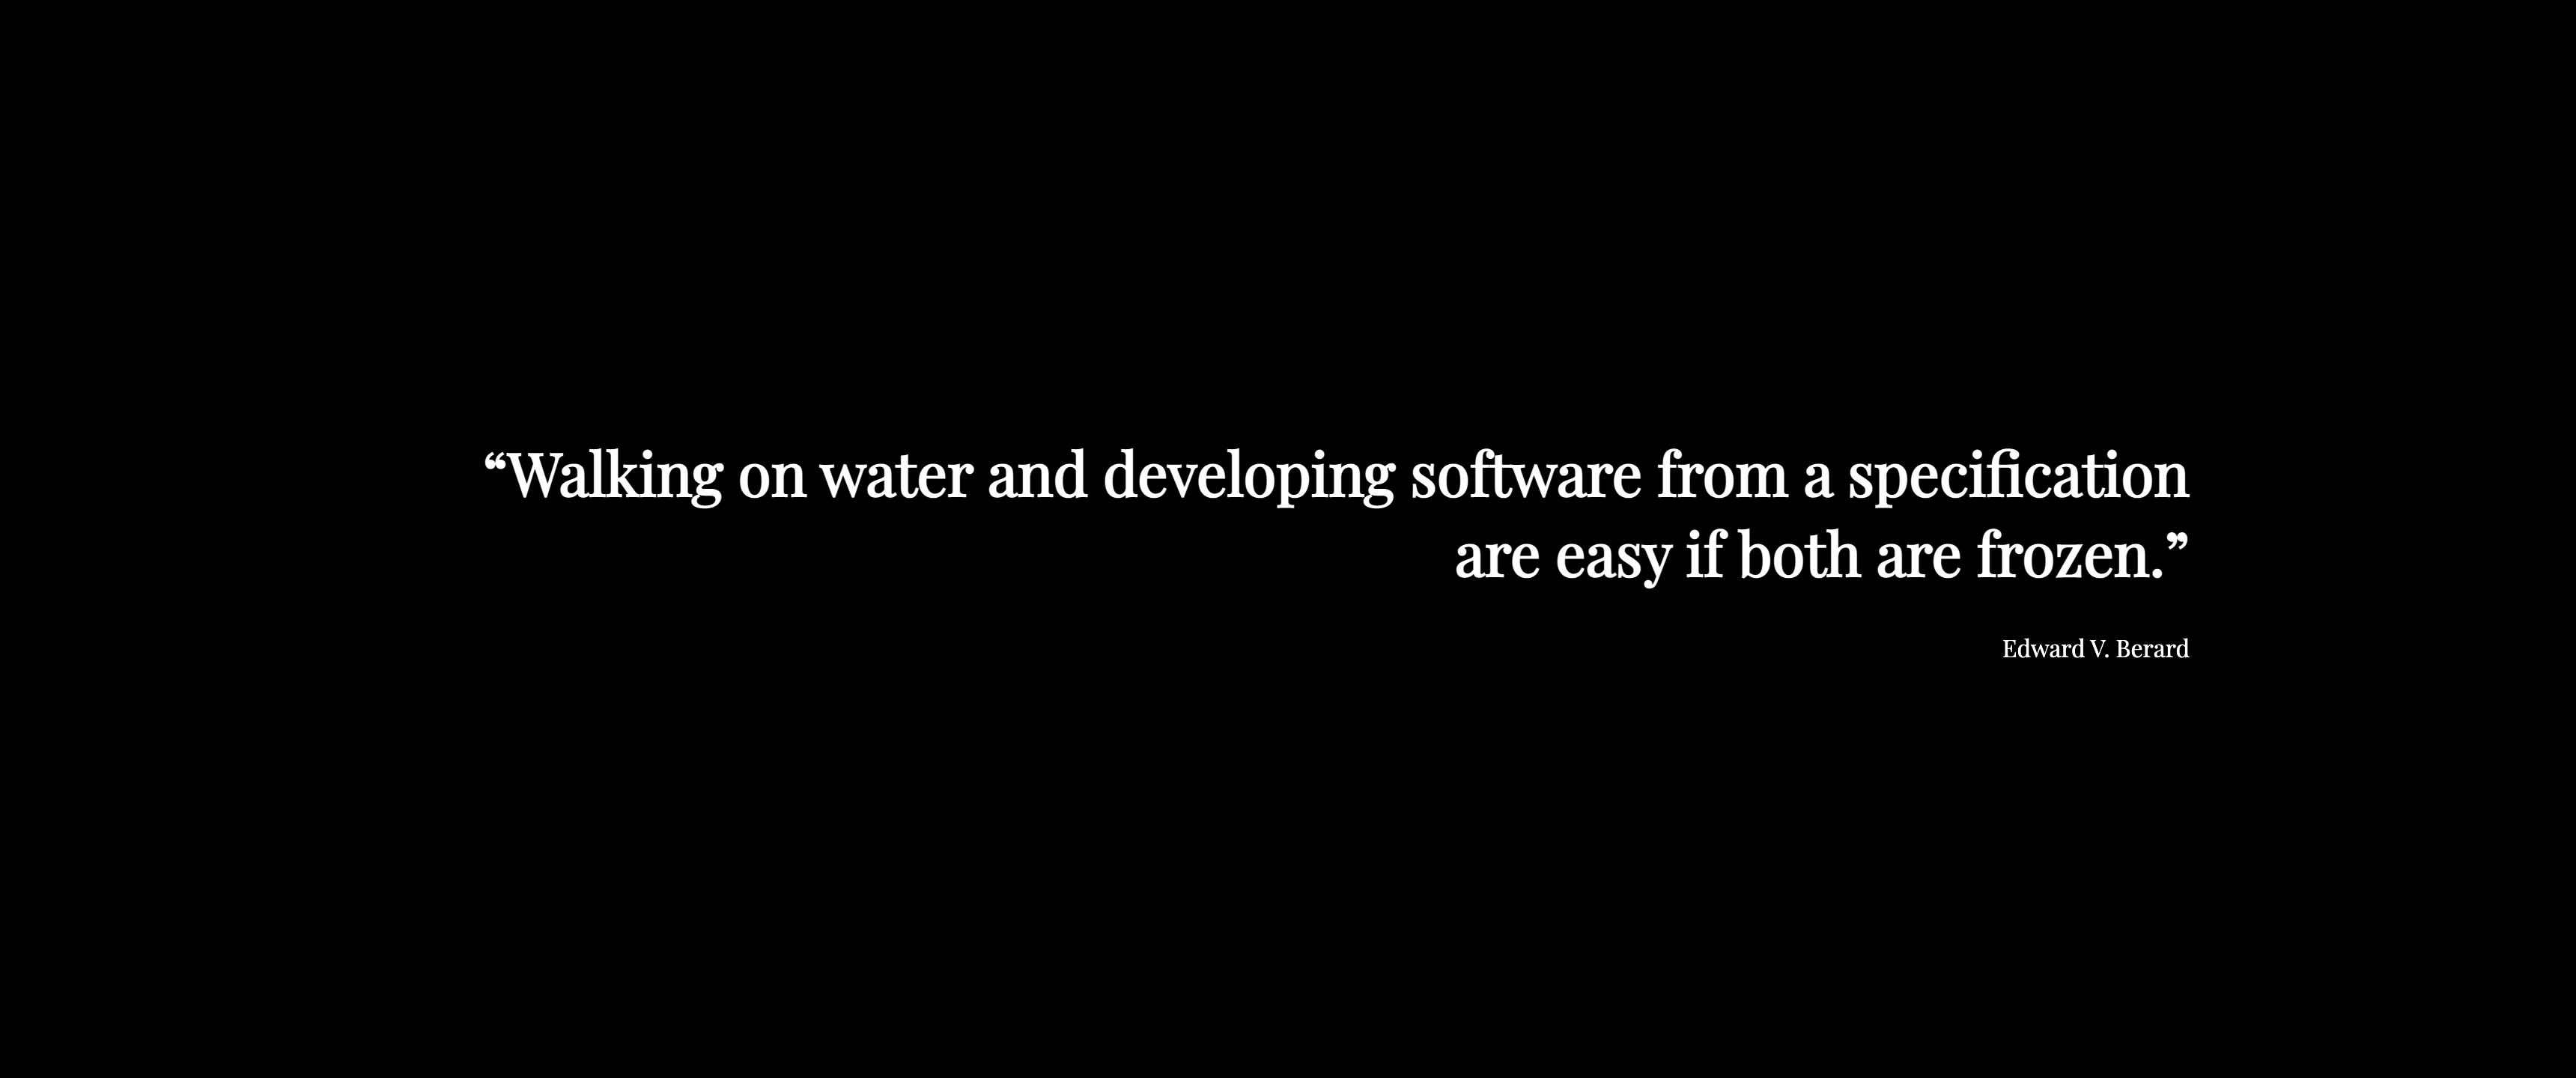 “Walking on water and developing software from a specification
are easy if both are frozen.”
Edward V. Berard